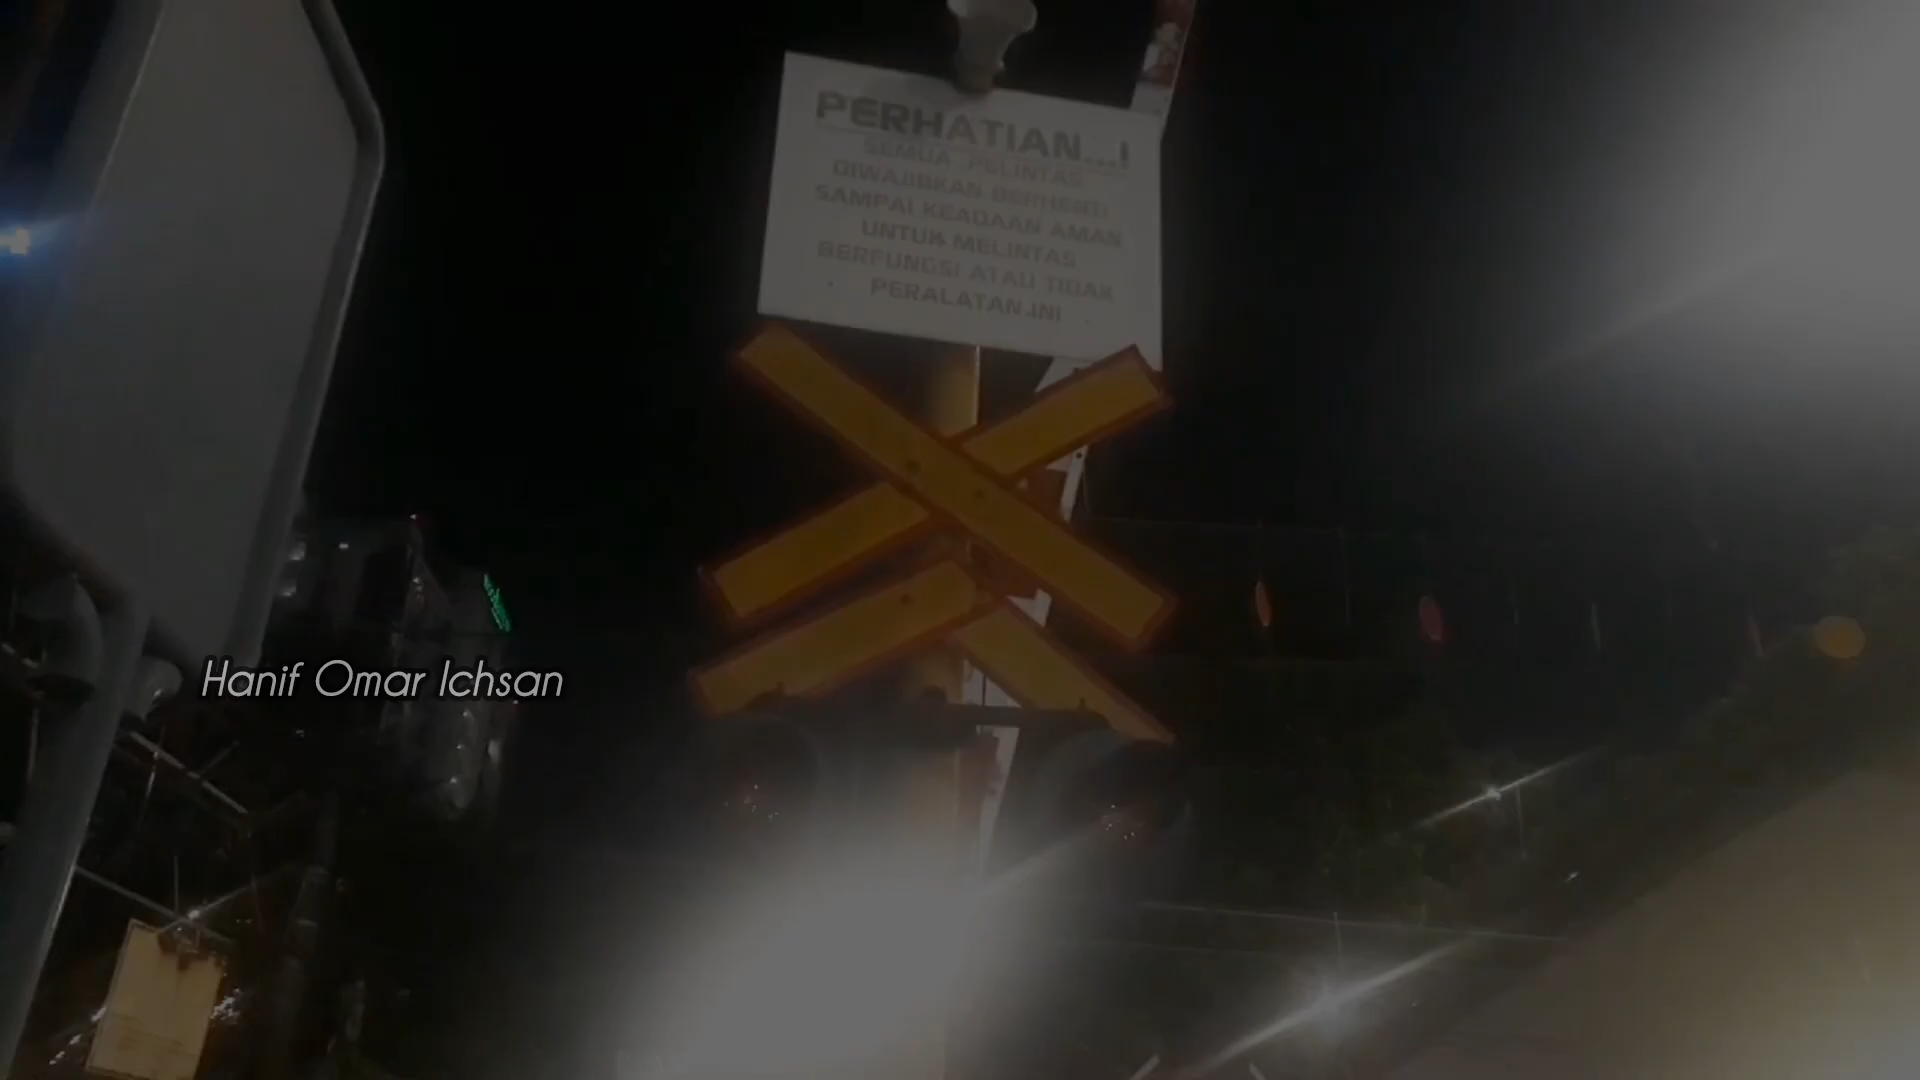 PERHATIAN...!
SEMUA PELINTAS
DIWAJIBKAN BERHENTI
SAMPAI KEADAAN AMAN
UNTUK MELINTAS
BERFUNGSI ATAU TIDAK
PERALATAN INI
Hanif Omar Ichsan